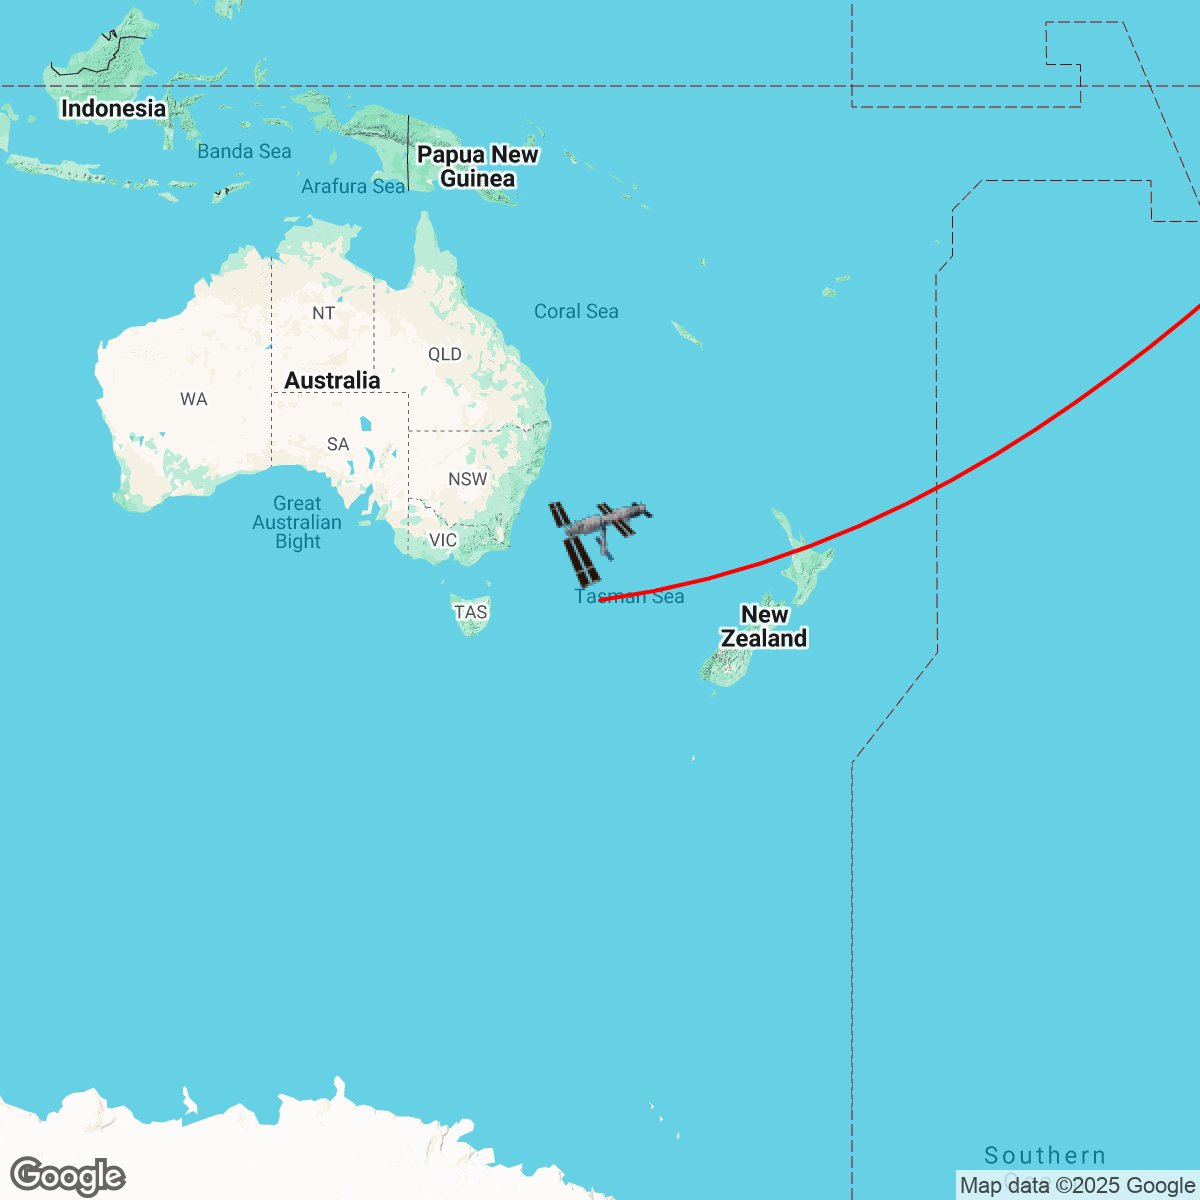 Indonesia
Banda Sea
Papua New
Guinea
Arafura Sea
Coral Sea
NT
QLD
Australia
WA
SA
NSW
Great
Australian
Bight
VIC
Tasman Sea
TAS
New
Zealand
Southern
Google
Map data ©2025 Google